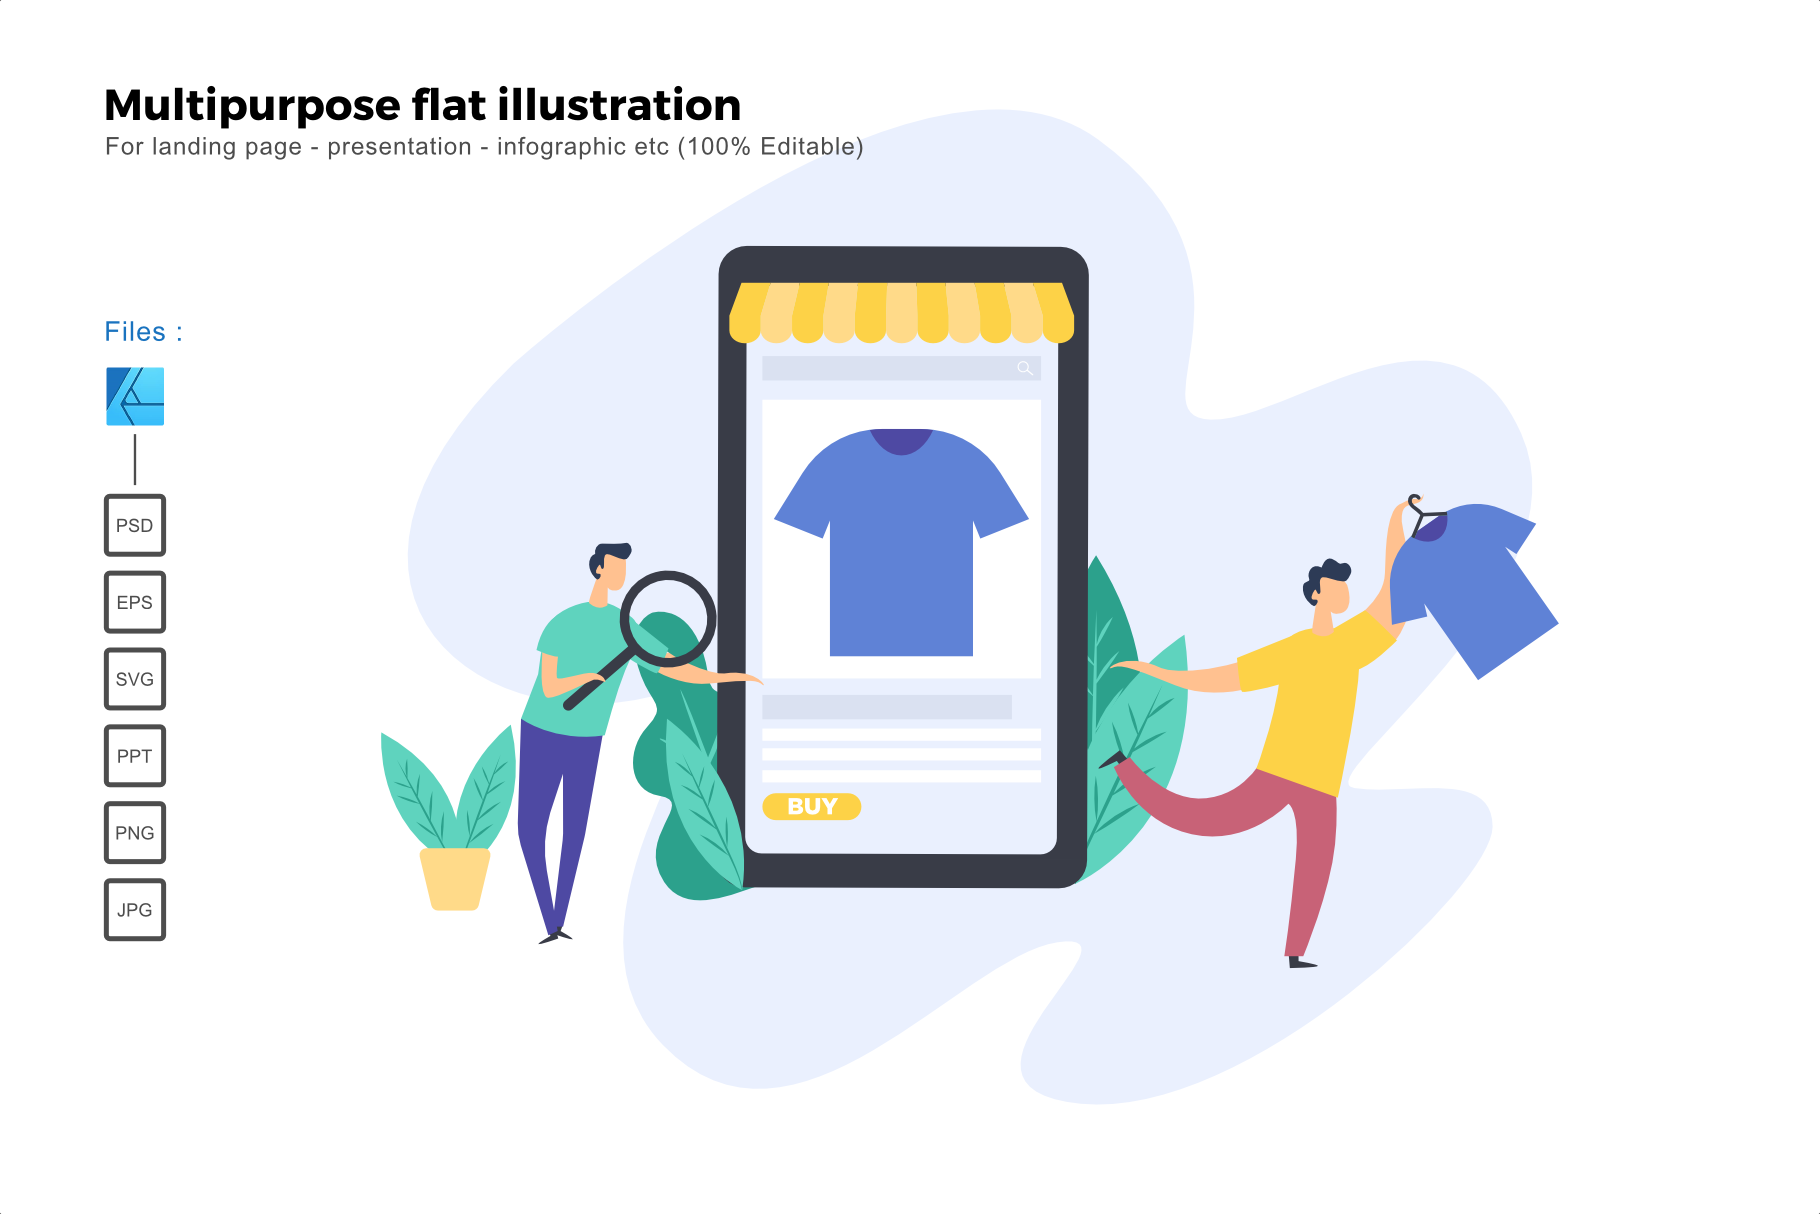 Multipurpose flat illustration
For landing page - presentation - infographic etc (100% Editable)
Files :
PSD
EPS
SVG
PPT
PNG
JPG
BUY